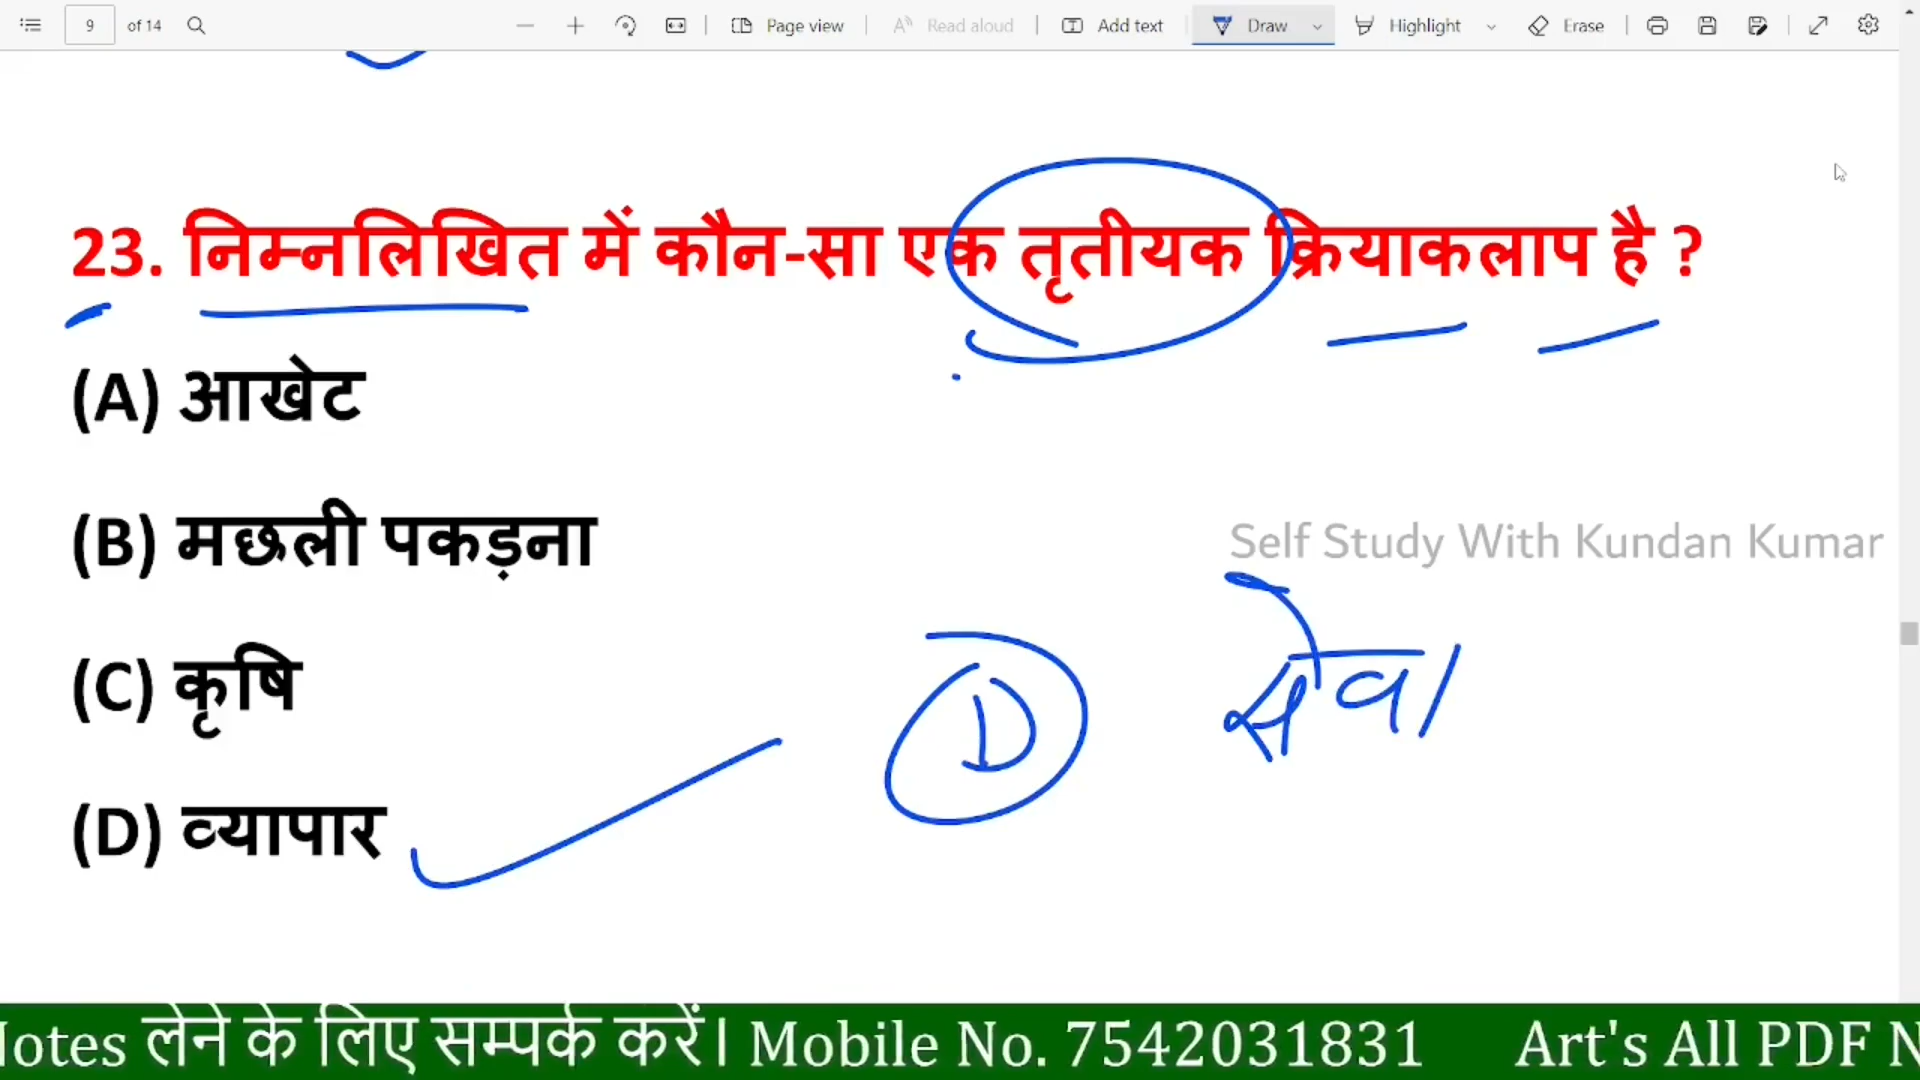 9 of 14 Page view Read aloud Add text Draw Highlight Erase
23. निम्नलिखित में कौन-सा एक तृतीयक क्रियाकलाप है ?
(A) आखेट
(B) मछली पकड़ना
Self Study With Kundan Kumar
(C) कृषि
D सेवा
(D) व्यापार
Notes लेने के लिए सम्पर्क करें। Mobile No. 7542031831 Art's All PDF N